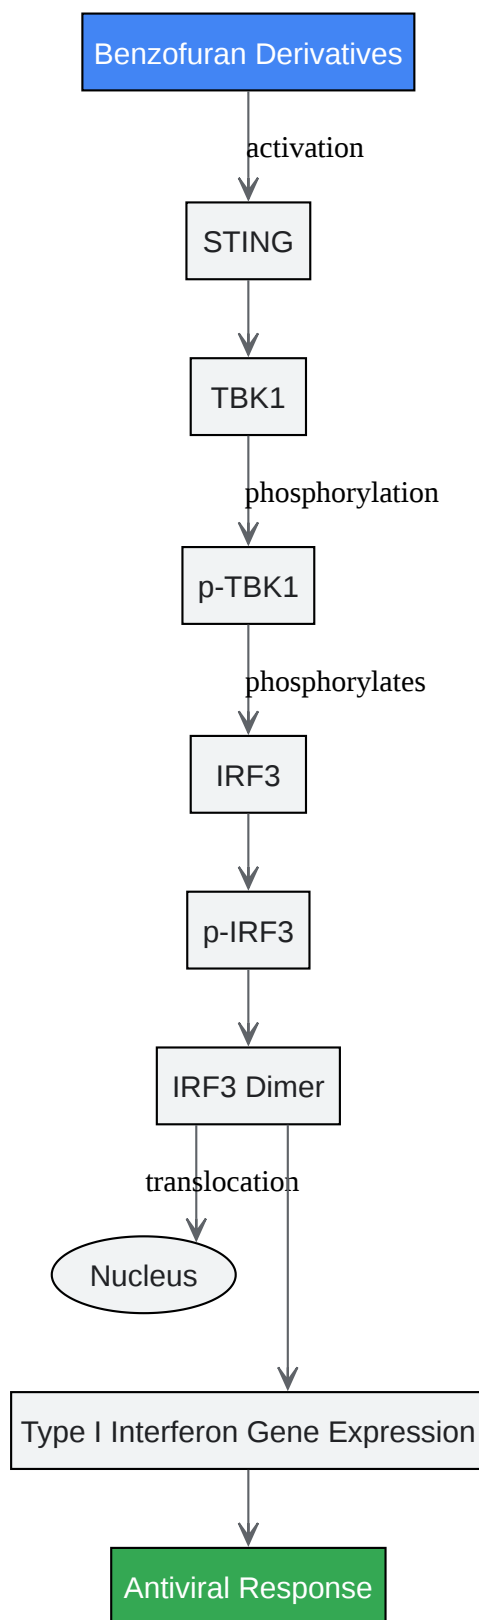 Benzofuran Derivatives
activation
STING
TBK1
phosphorylation
p-TBK1
phosphorylates
IRF3
p-IRF3
IRF3 Dimer
translocation
Nucleus
Type I Interferon Gene Expression
Antiviral Response